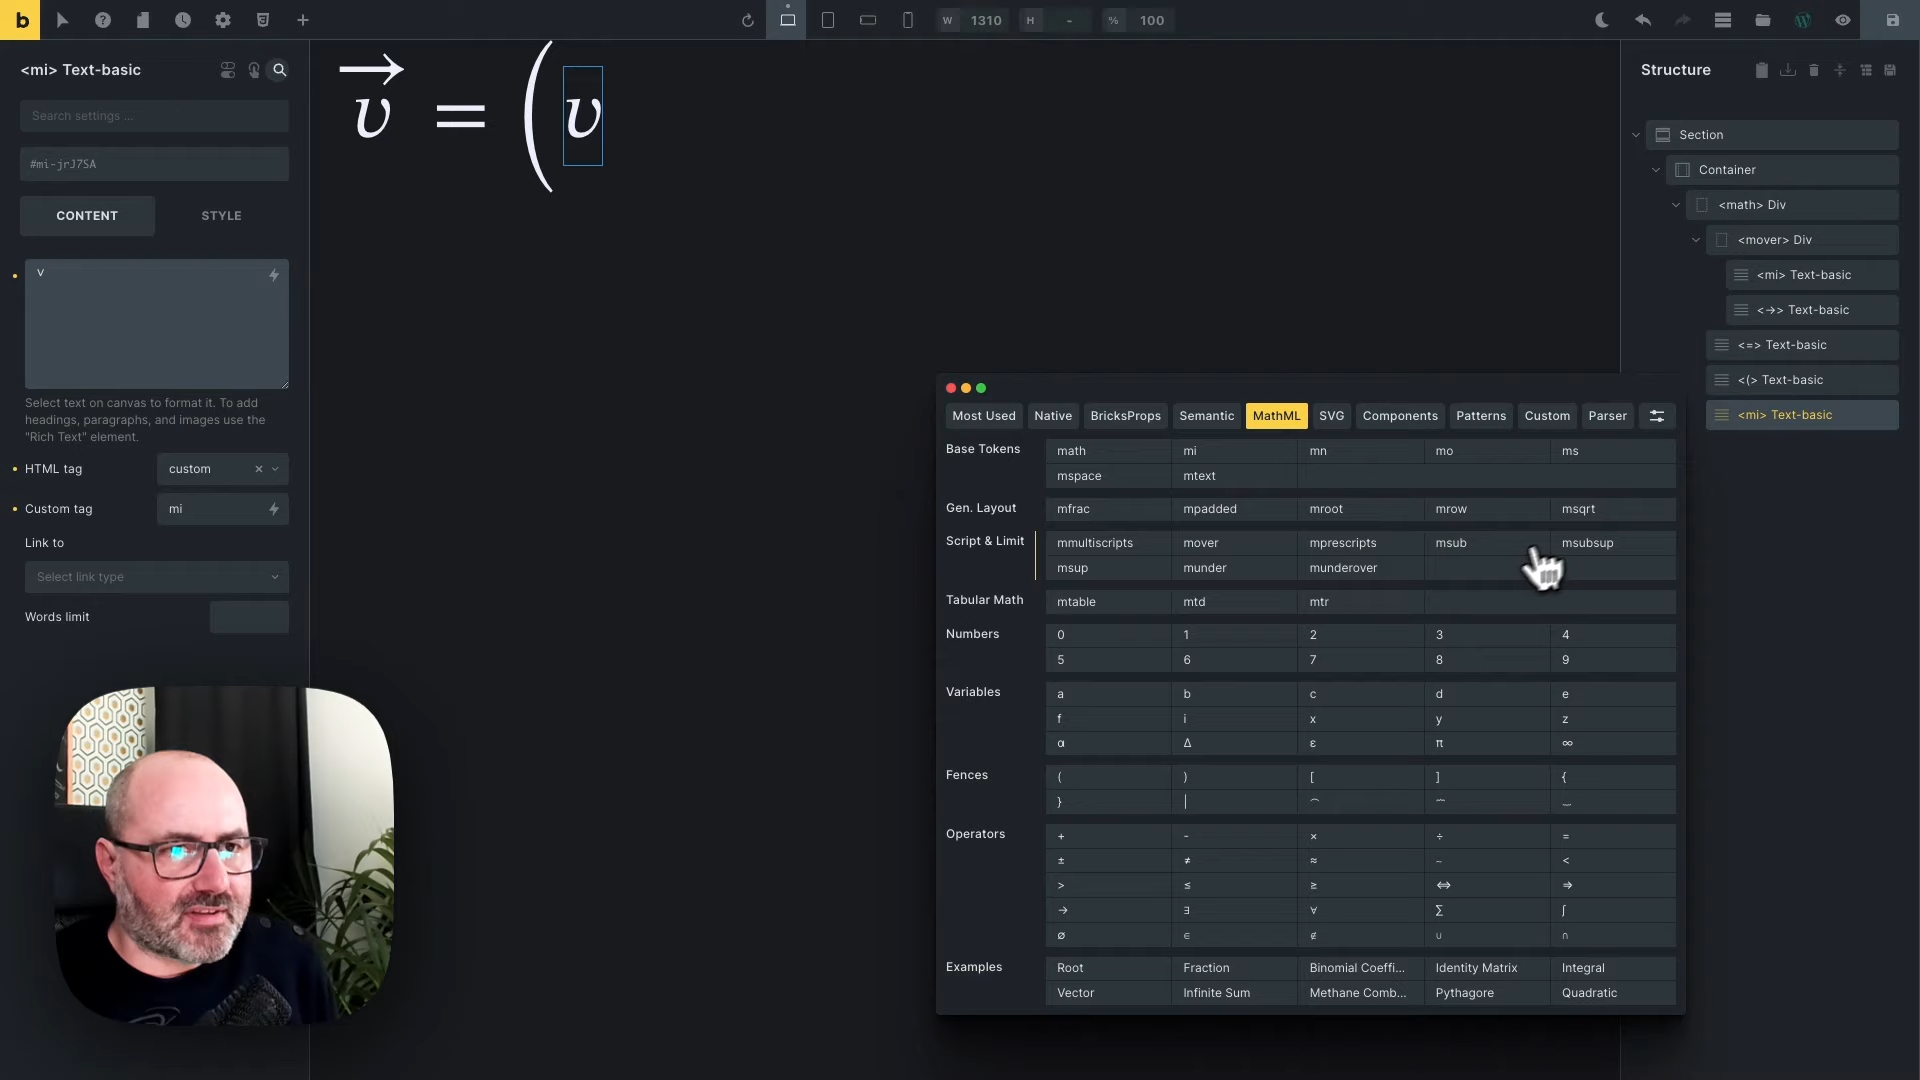 b
W 1310 H - % 100
<mi> Text-basic
Search settings ...
#mi-jrJ7SA
CONTENT STYLE
v
Select text on canvas to format it. To add
headings, paragraphs, and images use the
"Rich Text" element.
HTML tag custom
Custom tag mi
Link to
Select link type
Words limit
→
v = ( v
Structure
Section
Container
<math> Div
<mover> Div
<mi> Text-basic
<→> Text-basic
<=> Text-basic
<(> Text-basic
<mi> Text-basic
Most Used Native BricksProps Semantic MathML SVG Components Patterns Custom Parser
Base Tokens math mi mn mo ms
mspace mtext
Gen. Layout mfrac mpadded mroot mrow msqrt
Script & Limit mmultiscripts mover mprescripts msub msubsup
msup munder munderover
Tabular Math mtable mtd mtr
Numbers 0 1 2 3 4
5 6 7 8 9
Variables a b c d e
f i x y z
α Δ ε π ∞
Fences ( ) [ ] {
} | ⏜ ⏞ ⏟
Operators + - × ÷ =
± ≠ ≈ ~ <
> ≤ ≥ ⇔ ⇒
→ ∃ ∀ ∑ ∫
∅ ∈ ∉ ∪ ∩
Examples Root Fraction Binomial Coeffi... Identity Matrix Integral
Vector Infinite Sum Methane Comb... Pythagore Quadratic